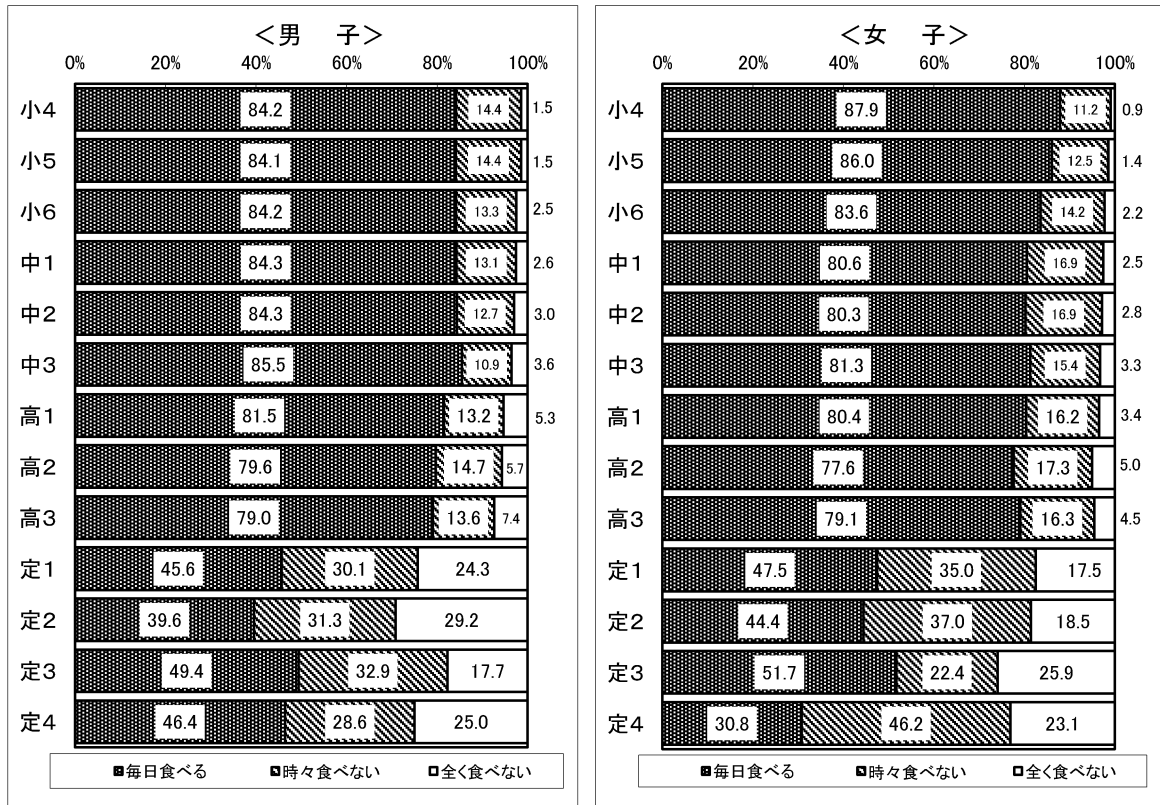 ＜男　子＞
0% 20% 40% 60% 80% 100%
小4 84.2 14.4 1.5
小5 84.1 14.4 1.5
小6 84.2 13.3 2.5
中1 84.3 13.1 2.6
中2 84.3 12.7 3.0
中3 85.5 10.9 3.6
高1 81.5 13.2 5.3
高2 79.6 14.7 5.7
高3 79.0 13.6 7.4
定1 45.6 30.1 24.3
定2 39.6 31.3 29.2
定3 49.4 32.9 17.7
定4 46.4 28.6 25.0
毎日食べる 時々食べない 全く食べない
＜女　子＞
0% 20% 40% 60% 80% 100%
小4 87.9 11.2 0.9
小5 86.0 12.5 1.4
小6 83.6 14.2 2.2
中1 80.6 16.9 2.5
中2 80.3 16.9 2.8
中3 81.3 15.4 3.3
高1 80.4 16.2 3.4
高2 77.6 17.3 5.0
高3 79.1 16.3 4.5
定1 47.5 35.0 17.5
定2 44.4 37.0 18.5
定3 51.7 22.4 25.9
定4 30.8 46.2 23.1
毎日食べる 時々食べない 全く食べない